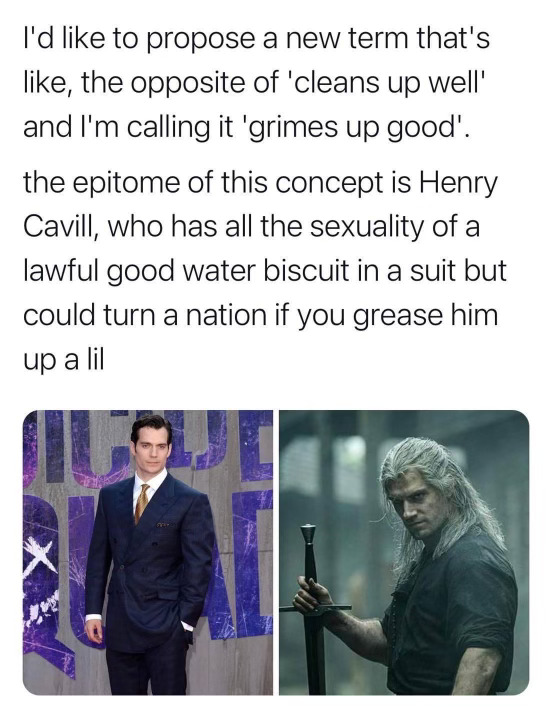 I'd like to propose a new term that's
like, the opposite of 'cleans up well'
and I'm calling it 'grimes up good'.
the epitome of this concept is Henry
Cavill, who has all the sexuality of a
lawful good water biscuit in a suit but
could turn a nation if you grease him
up a lil
ICIDE
QUAD